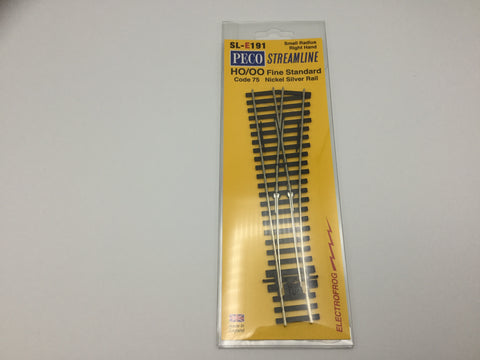 SL-E191
Small Radius
Right Hand
PECO STREAMLINE
HO/OO Fine Standard
Code 75 Nickel Silver Rail
ELECTROFROG